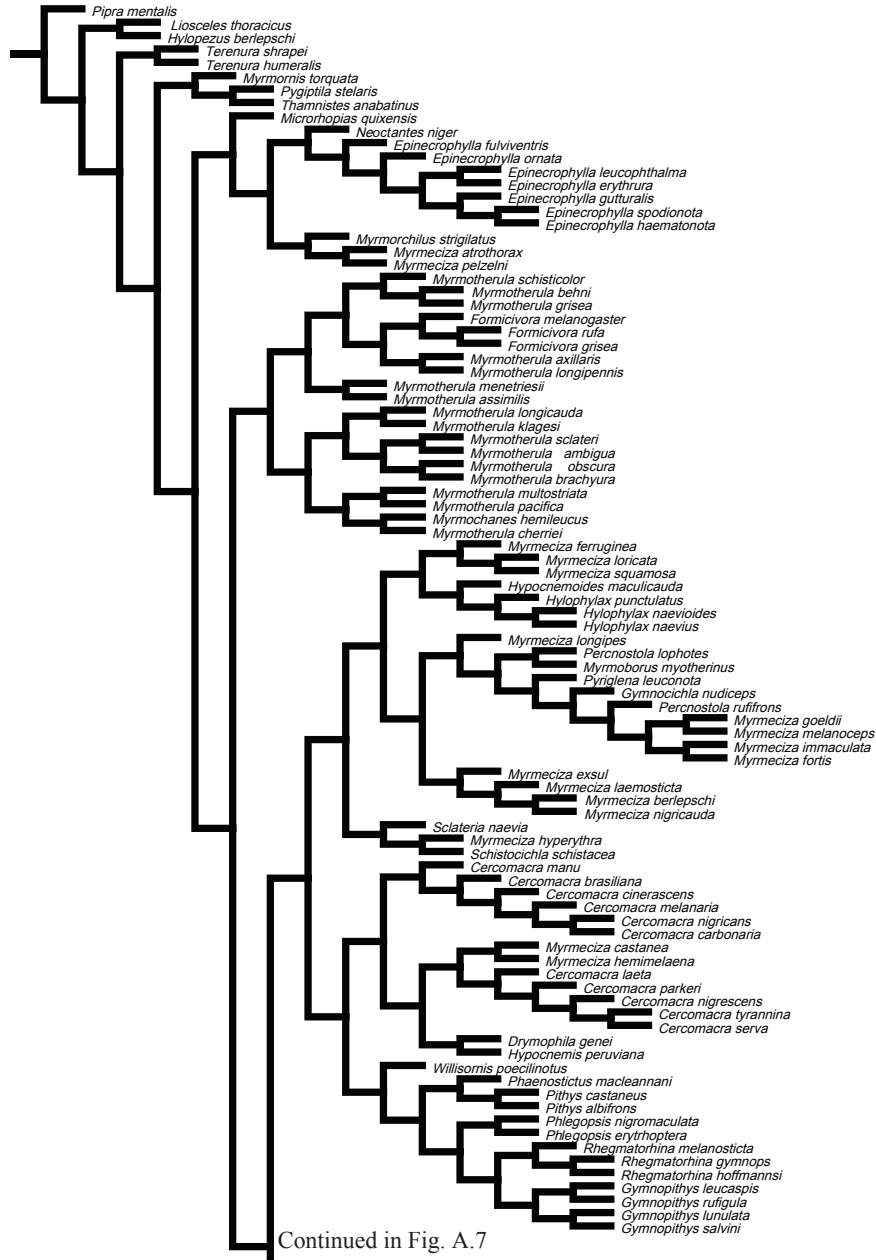 Pipra mentalis
Liosceles thoracicus
Hylopezus berlepschi
Terenura shrapei
Terenura humeralis
Myrmornis torquata
Pygiptila stelaris
Thamnistes anabatinus
Microrhopias quixensis
Neoctantes niger
Epinecrophylla fulviventris
Epinecrophylla ornata
Epinecrophylla leucophthalma
Epinecrophylla erythrura
Epinecrophylla gutturalis
Epinecrophylla spodionota
Epinecrophylla haematonota
Myrmorchilus strigilatus
Myrmeciza atrothorax
Myrmeciza pelzelni
Myrmotherula schisticolor
Myrmotherula behni
Myrmotherula grisea
Formicivora melanogaster
Formicivora rufa
Formicivora grisea
Myrmotherula axillaris
Myrmotherula longipennis
Myrmotherula menetriesii
Myrmotherula assimilis
Myrmotherula longicauda
Myrmotherula klagesi
Myrmotherula sclateri
Myrmotherula ambigua
Myrmotherula obscura
Myrmotherula brachyura
Myrmotherula multostriata
Myrmotherula pacifica
Myrmochanes hemileucus
Myrmotherula cherriei
Myrmeciza ferruginea
Myrmeciza loricata
Myrmeciza squamosa
Hypocnemoides maculicauda
Hylophylax punctulatus
Hylophylax naevioides
Hylophylax naevius
Myrmeciza longipes
Percnostola lophotes
Myrmoborus myotherinus
Pyriglena leuconota
Gymnocichla nudiceps
Percnostola rufifrons
Myrmeciza goeldii
Myrmeciza melanoceps
Myrmeciza immaculata
Myrmeciza fortis
Myrmeciza exsul
Myrmeciza laemosticta
Myrmeciza berlepschi
Myrmeciza nigricauda
Sclateria naevia
Myrmeciza hyperythra
Schistocichla schistacea
Cercomacra manu
Cercomacra brasiliana
Cercomacra cinerascens
Cercomacra melanaria
Cercomacra nigricans
Cercomacra carbonaria
Myrmeciza castanea
Myrmeciza hemimelaena
Cercomacra laeta
Cercomacra parkeri
Cercomacra nigrescens
Cercomacra tyrannina
Cercomacra serva
Drymophila genei
Hypocnemis peruviana
Willisornis poecilinotus
Phaenostictus macleannani
Pithys castaneus
Pithys albifrons
Phlegopsis nigromaculata
Phlegopsis erytrhoptera
Rhegmatorhina melanosticta
Rhegmatorhina gymnops
Rhegmatorhina hoffmannsi
Gymnopithys leucaspis
Gymnopithys rufigula
Gymnopithys lunulata
Gymnopithys salvini
Continued in Fig. A.7